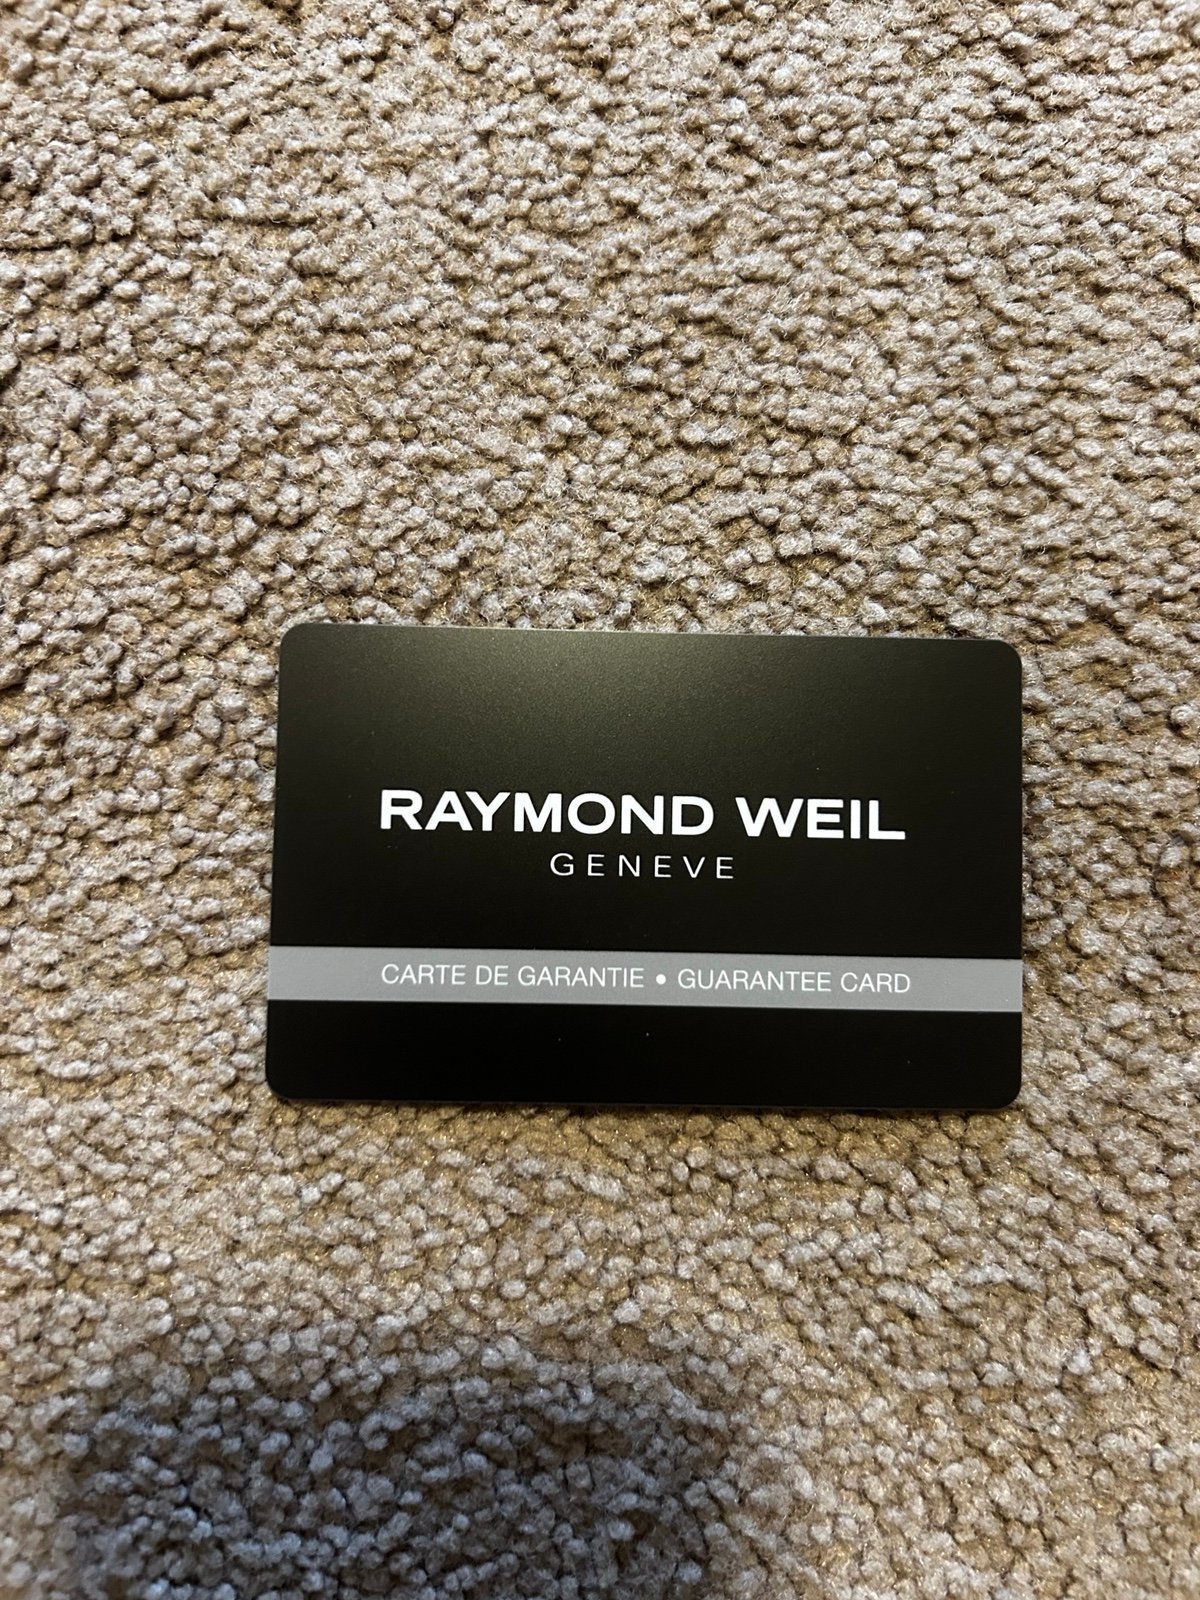 RAYMOND WEIL
GENEVE
CARTE DE GARANTIE • GUARANTEE CARD